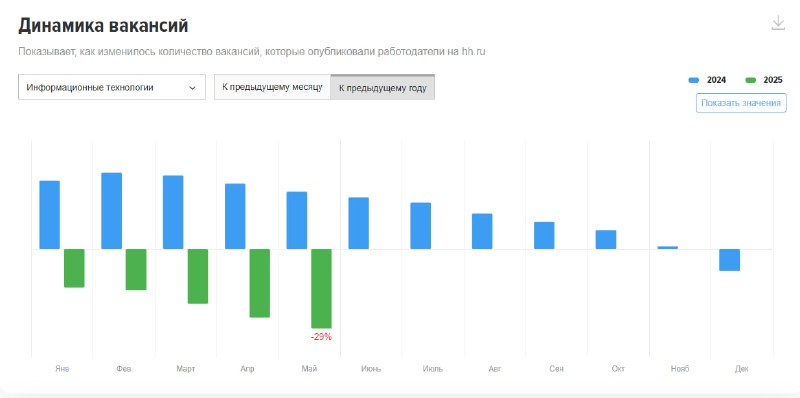 Динамика вакансий
Показывает, как изменилось количество вакансий, которые опубликовали работодатели на hh.ru
Информационные технологии
К предыдущему месяцу
К предыдущему году
2024
2025
Показать значения
-29%
Янв
Фев
Март
Апр
Май
Июнь
Июль
Авг
Сен
Окт
Нояб
Дек